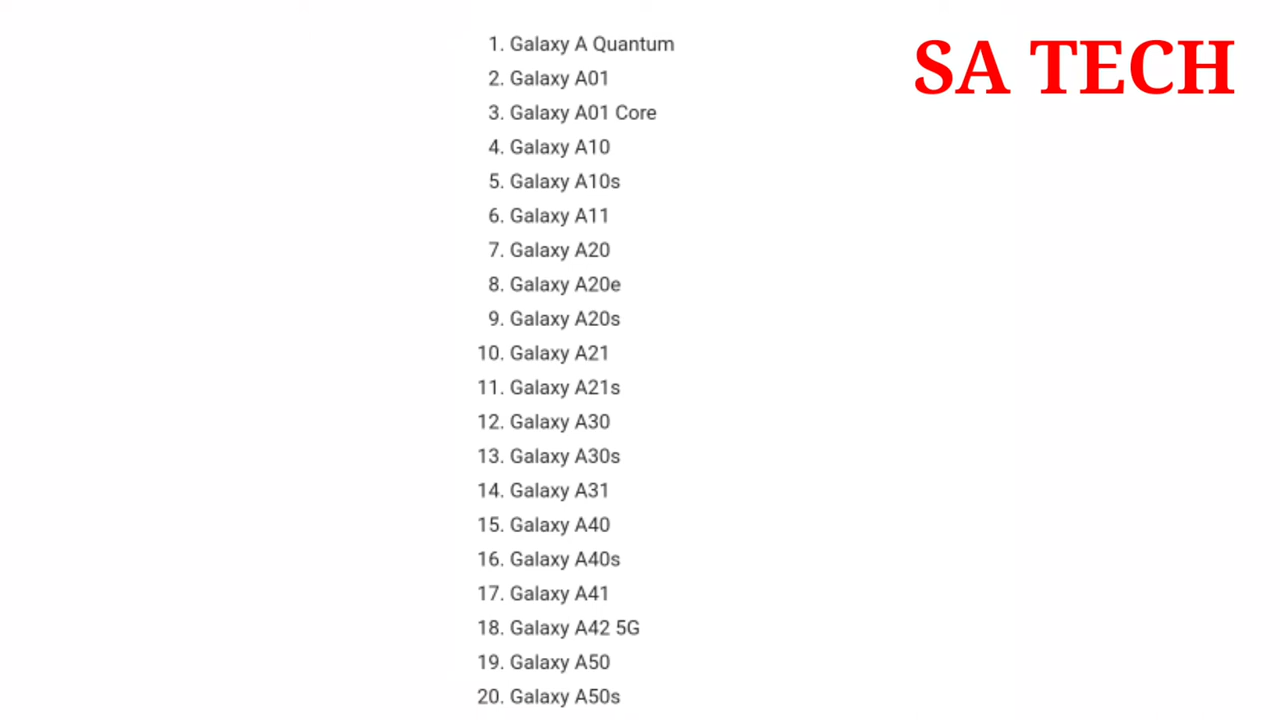 SA TECH
1. Galaxy A Quantum
2. Galaxy A01
3. Galaxy A01 Core
4. Galaxy A10
5. Galaxy A10s
6. Galaxy A11
7. Galaxy A20
8. Galaxy A20e
9. Galaxy A20s
10. Galaxy A21
11. Galaxy A21s
12. Galaxy A30
13. Galaxy A30s
14. Galaxy A31
15. Galaxy A40
16. Galaxy A40s
17. Galaxy A41
18. Galaxy A42 5G
19. Galaxy A50
20. Galaxy A50s